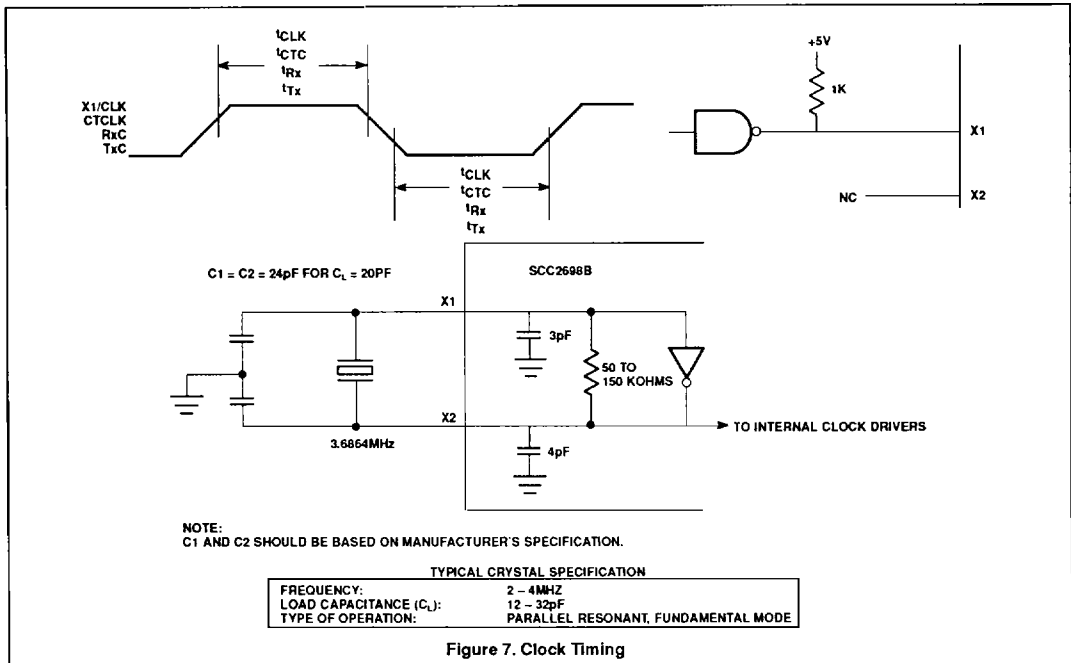 tCLK
tCTC
tRx
tTx
X1/CLK
CTCLK
RxC
TxC
tCLK
tCTC
tRx
tTx
+5V
1K
X1
NC
X2
C1 = C2 = 24pF FOR CL = 20PF
SCC2698B
X1
3pF
50 TO
150 KOHMS
X2
TO INTERNAL CLOCK DRIVERS
3.6864MHz
4pF
NOTE:
C1 AND C2 SHOULD BE BASED ON MANUFACTURER'S SPECIFICATION.
TYPICAL CRYSTAL SPECIFICATION
FREQUENCY: 2 – 4MHZ
LOAD CAPACITANCE (CL): 12 – 32pF
TYPE OF OPERATION: PARALLEL RESONANT, FUNDAMENTAL MODE
Figure 7. Clock Timing